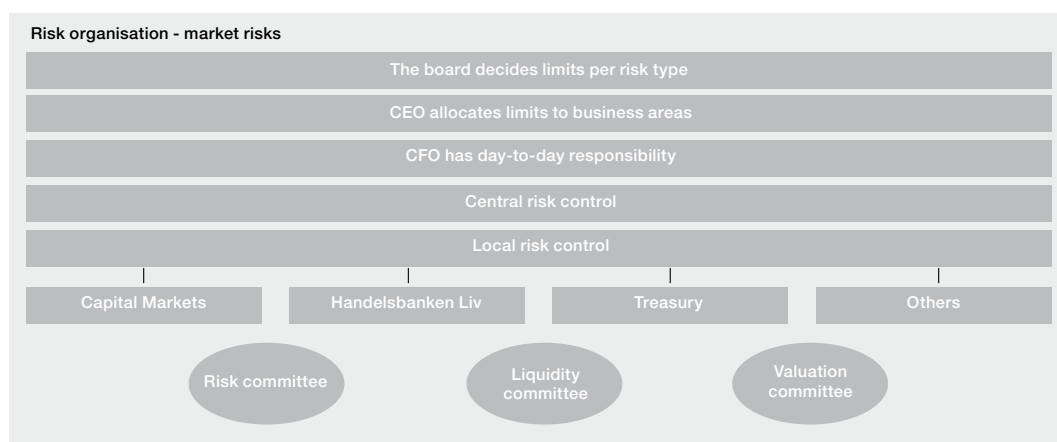 Risk organisation - market risks
The board decides limits per risk type
CEO allocates limits to business areas
CFO has day-to-day responsibility
Central risk control
Local risk control
Capital Markets
Handelsbanken Liv
Treasury
Others
Risk committee
Liquidity
committee
Valuation
committee